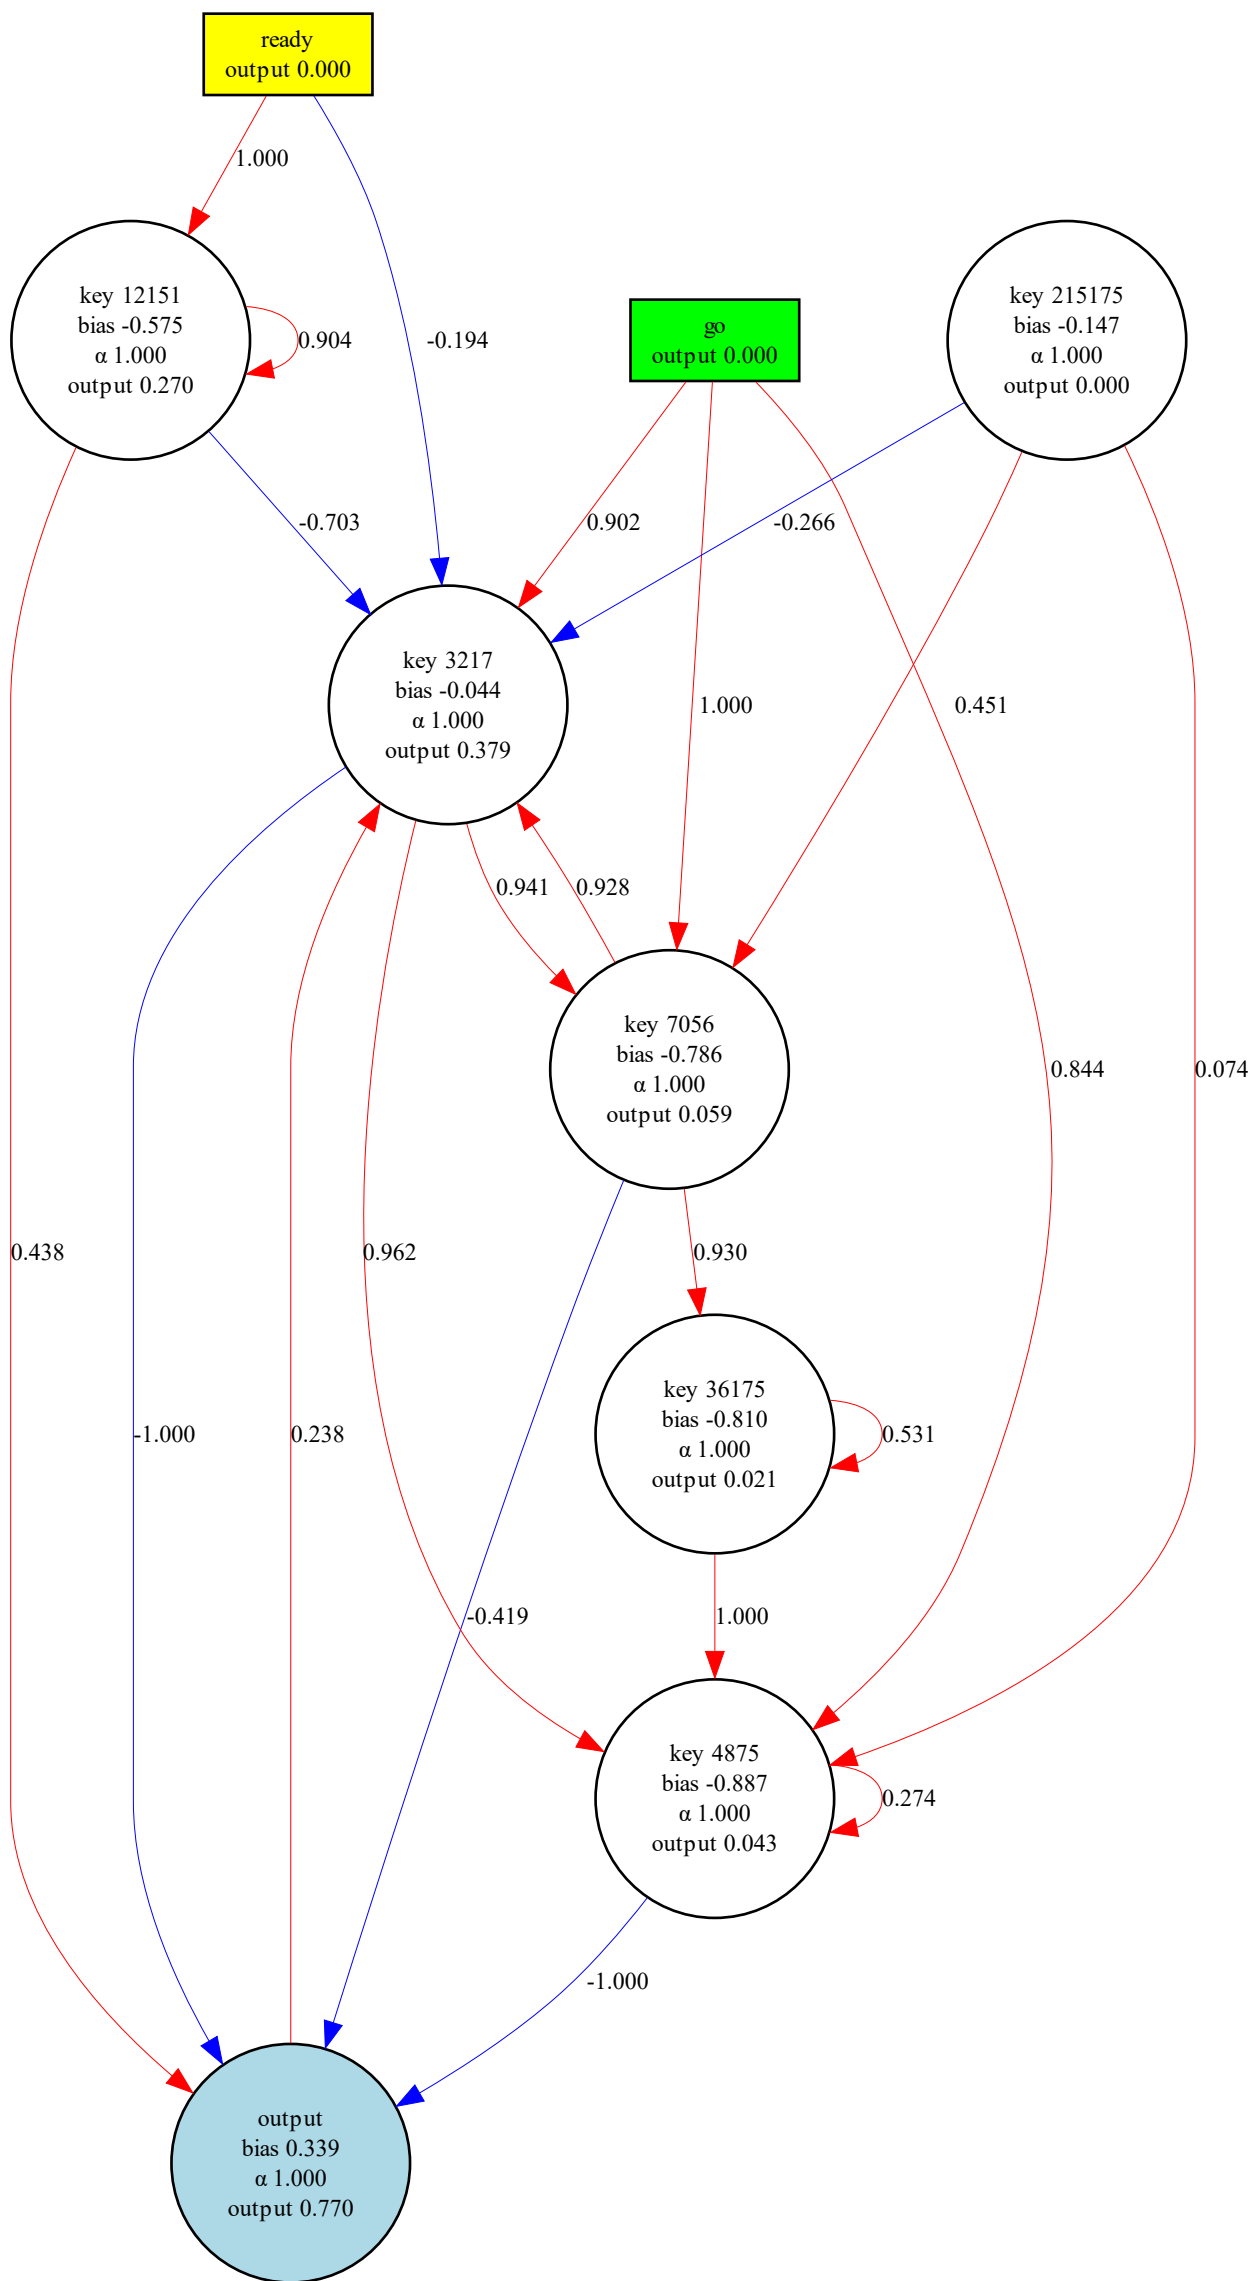 ready
output 0.000
1.000
key 12151
bias -0.575
α 1.000
output 0.270
0.904
-0.194
go
output 0.000
key 215175
bias -0.147
α 1.000
output 0.000
-0.703
0.902
-0.266
key 3217
bias -0.044
α 1.000
output 0.379
1.000
0.451
0.941
0.928
key 7056
bias -0.786
α 1.000
output 0.059
0.844
0.074
0.438
0.962
0.930
key 36175
bias -0.810
α 1.000
output 0.021
0.531
-1.000
0.238
-0.419
1.000
key 4875
bias -0.887
α 1.000
output 0.043
0.274
-1.000
output
bias 0.339
α 1.000
output 0.770